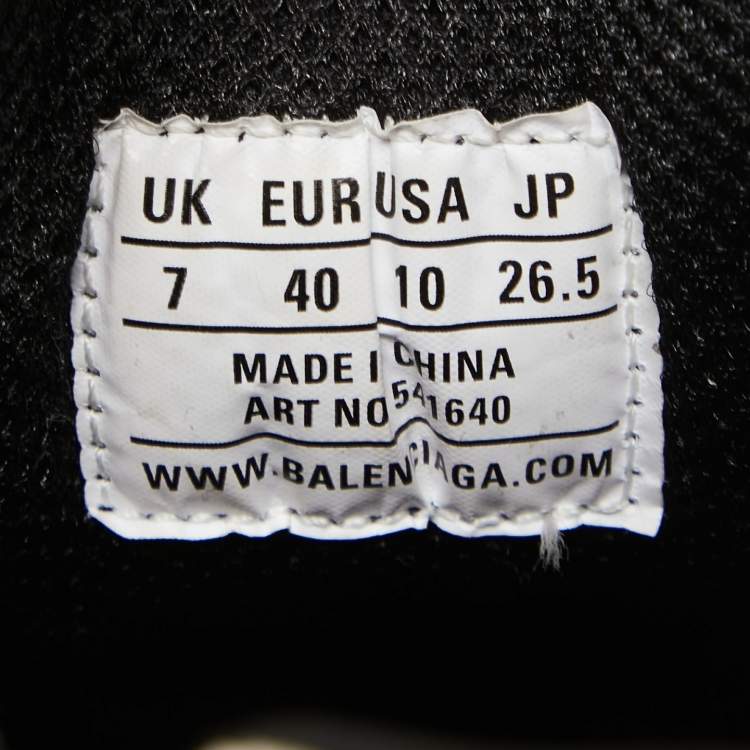 UK EUR USA JP
7 40 10 26.5
MADE I CHINA
ART NO 541640
WWW.BALENCIAGA.COM